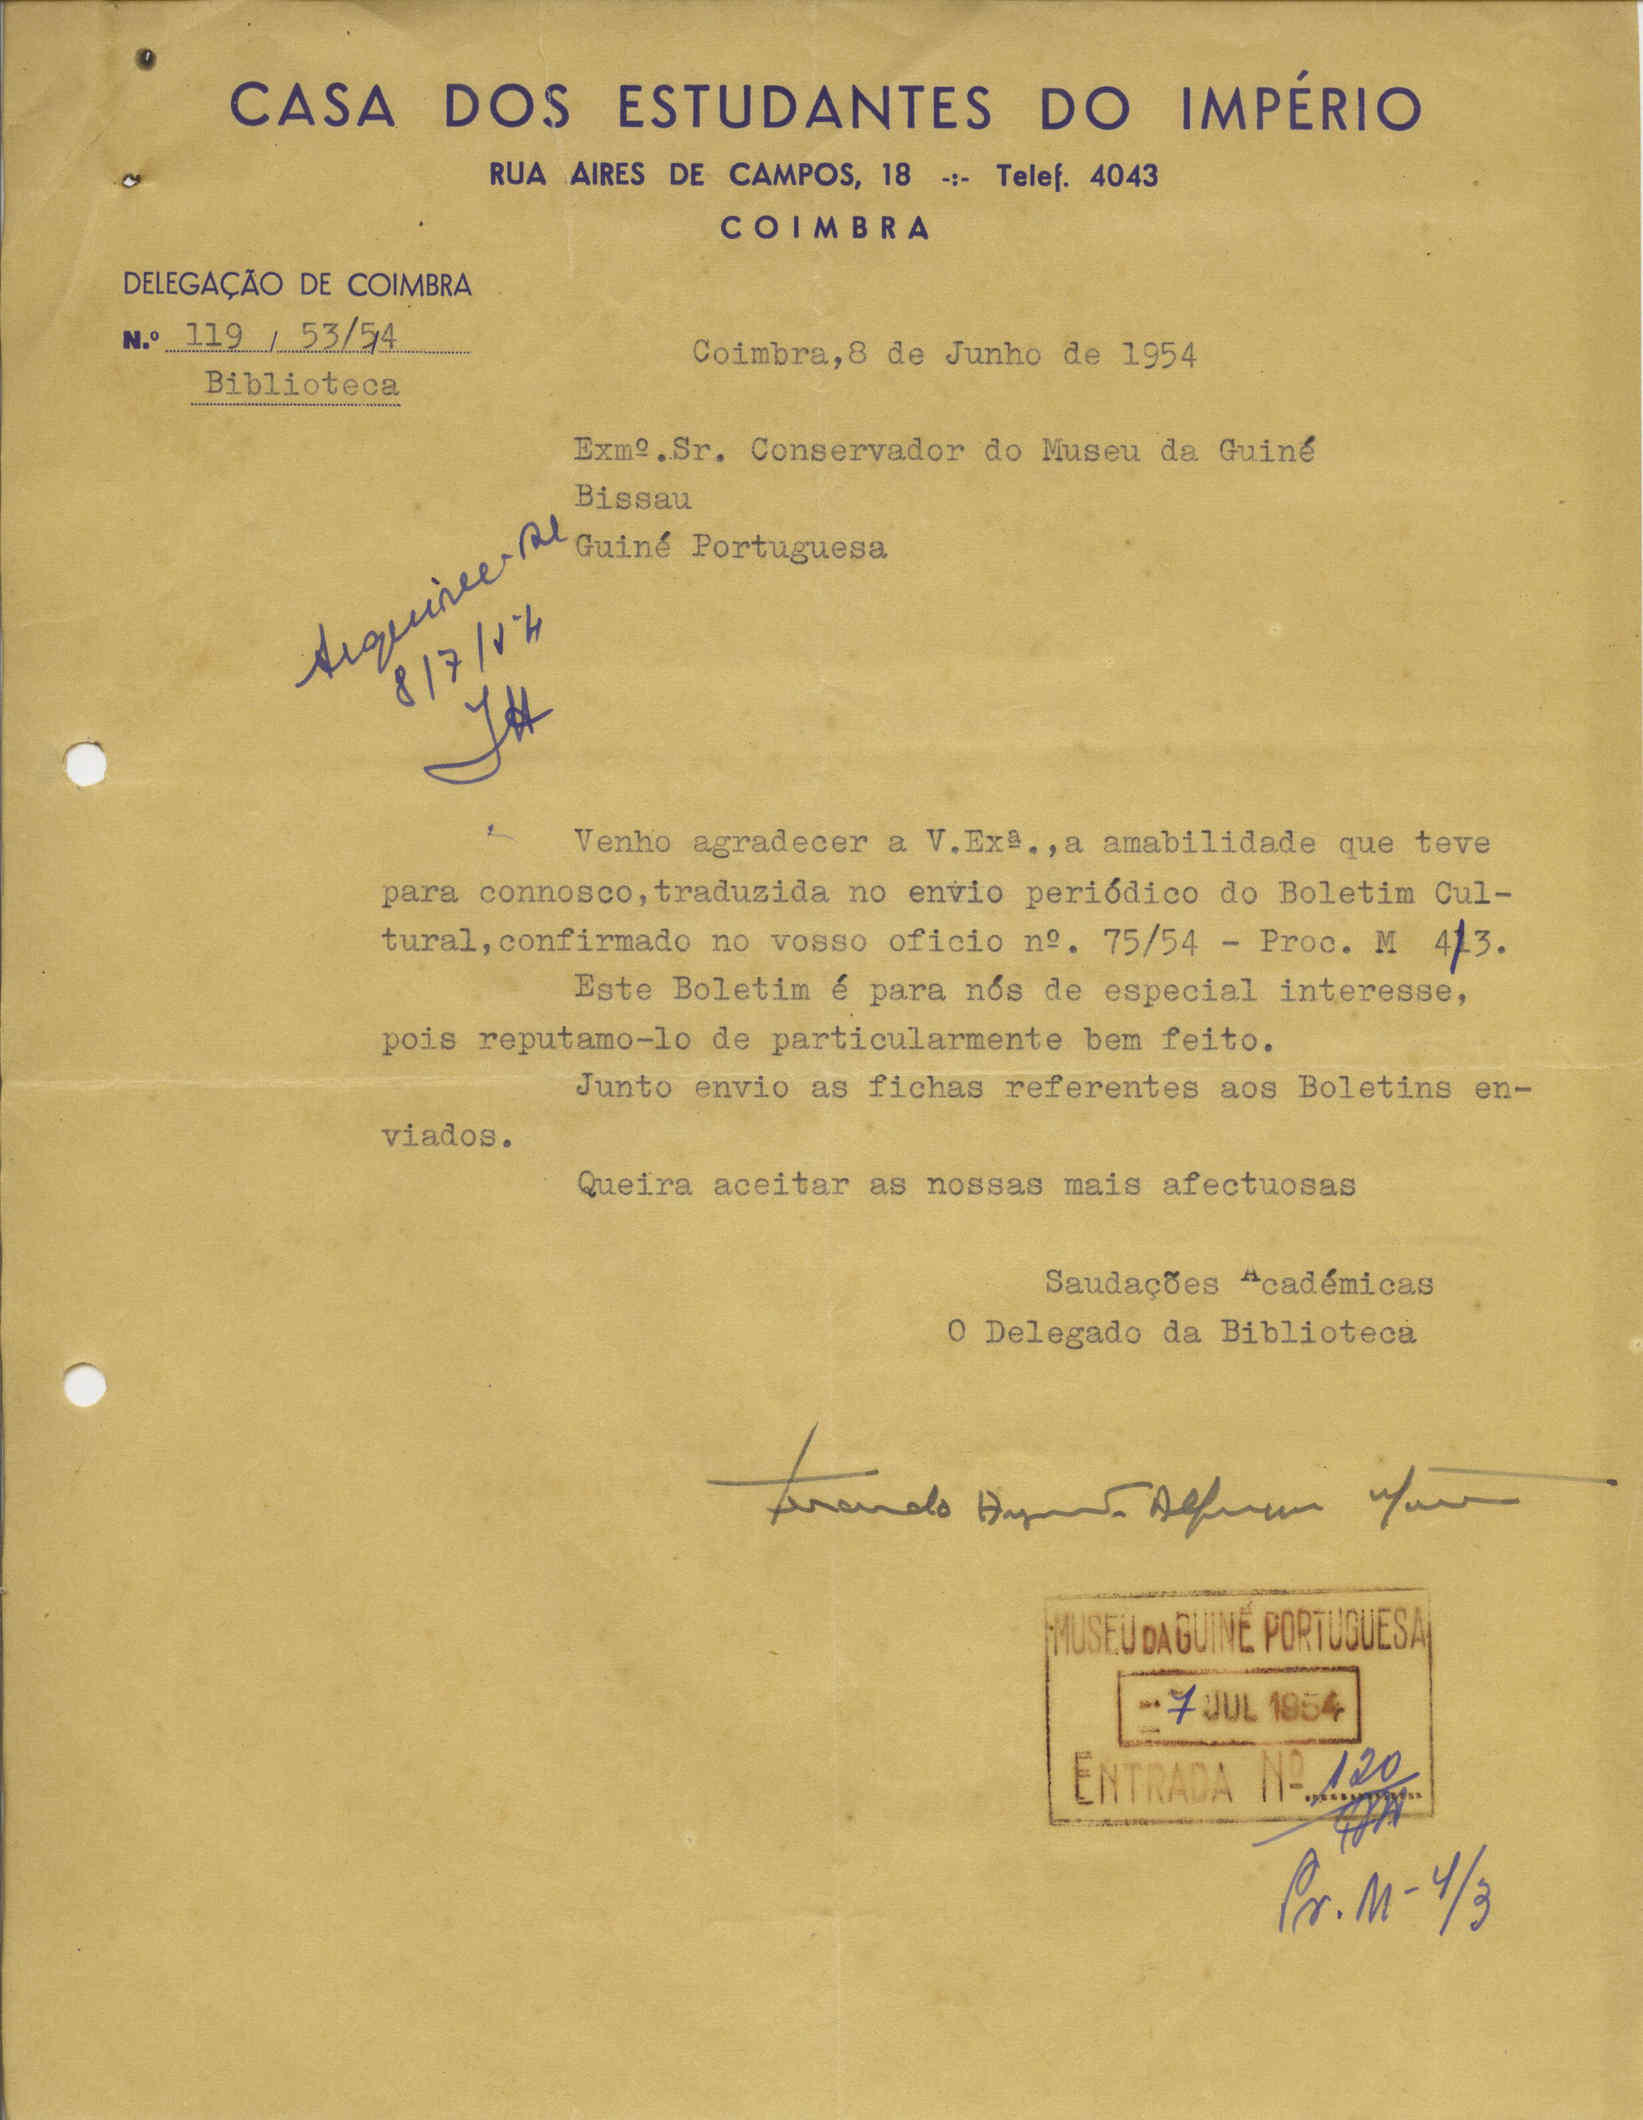 CASA DOS ESTUDANTES DO IMPÉRIO
RUA AIRES DE CAMPOS, 18 -:- Telef. 4043
COIMBRA
DELEGAÇÃO DE COIMBRA
N.º 119 / 53/54
Biblioteca
Coimbra,8 de Junho de 1954
Exmº.Sr. Conservador do Museu da Guiné
Bissau
Guiné Portuguesa
8/7/54
Venho agradecer a V.Exª.,a amabilidade que teve
para connosco,traduzida no envio periódico do Boletim Cul-
tural,confirmado no vosso oficio nº. 75/54 - Proc. M 4/3.
Este Boletim é para nós de especial interesse,
pois reputamo-lo de particularmente bem feito.
Junto envio as fichas referentes aos Boletins en-
viados.
Queira aceitar as nossas mais afectuosas
Saudações Académicas
O Delegado da Biblioteca
MUSEU DA GUINÉ PORTUGUESA
-7 JUL 1954
ENTRADA Nº 120
Pr. M-4/3